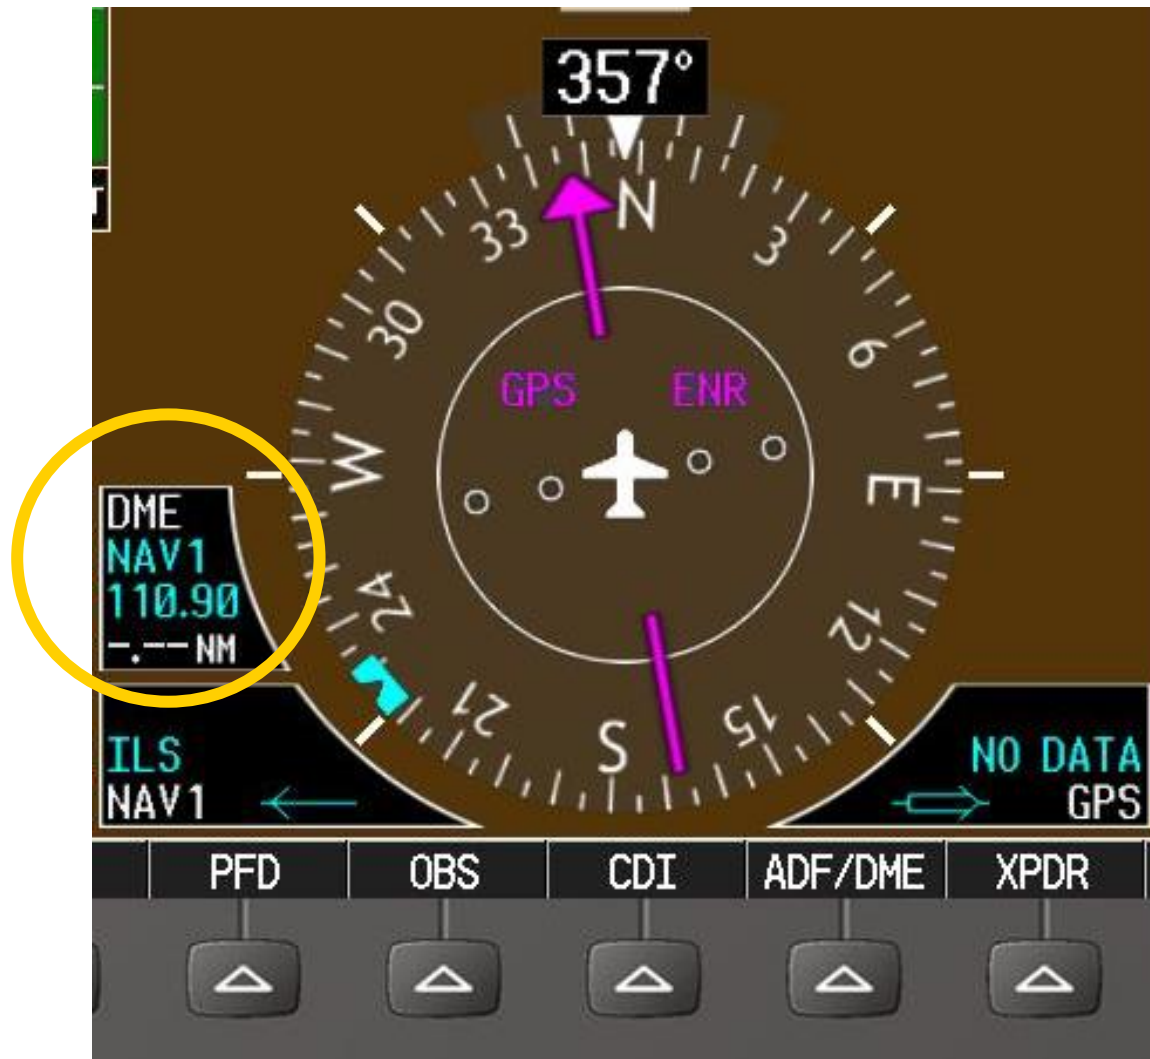 357°
N
3
6
E
12
15
S
21
24
W
30
33
GPS ENR
DME
NAV1
110.90
-.-- NM
ILS
NAV1
NO DATA
GPS
PFD OBS CDI ADF/DME XPDR